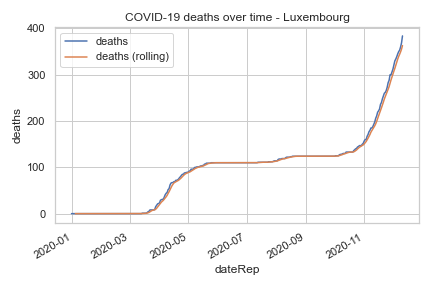 COVID-19 deaths over time - Luxembourg
deaths
deaths (rolling)
400
300
200
100
0
deaths
2020-01
2020-03
2020-05
2020-07
2020-09
2020-11
dateRep